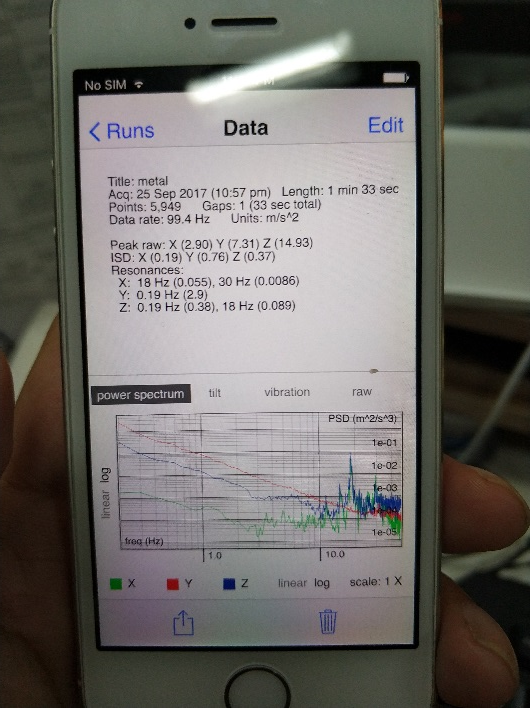 No SIM
Runs
Data
Edit
Title: metal
Acq: 25 Sep 2017 (10:57 pm) Length: 1 min 33 sec
Points: 5,949 Gaps: 1 (33 sec total)
Data rate: 99.4 Hz Units: m/s^2
Peak raw: X (2.90) Y (7.31) Z (14.93)
ISD: X (0.19) Y (0.76) Z (0.37)
Resonances:
X: 18 Hz (0.055), 30 Hz (0.0086)
Y: 0.19 Hz (2.9)
Z: 0.19 Hz (0.38), 18 Hz (0.089)
power spectrum tilt vibration raw
PSD (m^2/s^3)
1e-01
1e-02
1e-03
1e-05
linear log
freq (Hz)
1.0 10.0
X Y Z linear log scale: 1 X